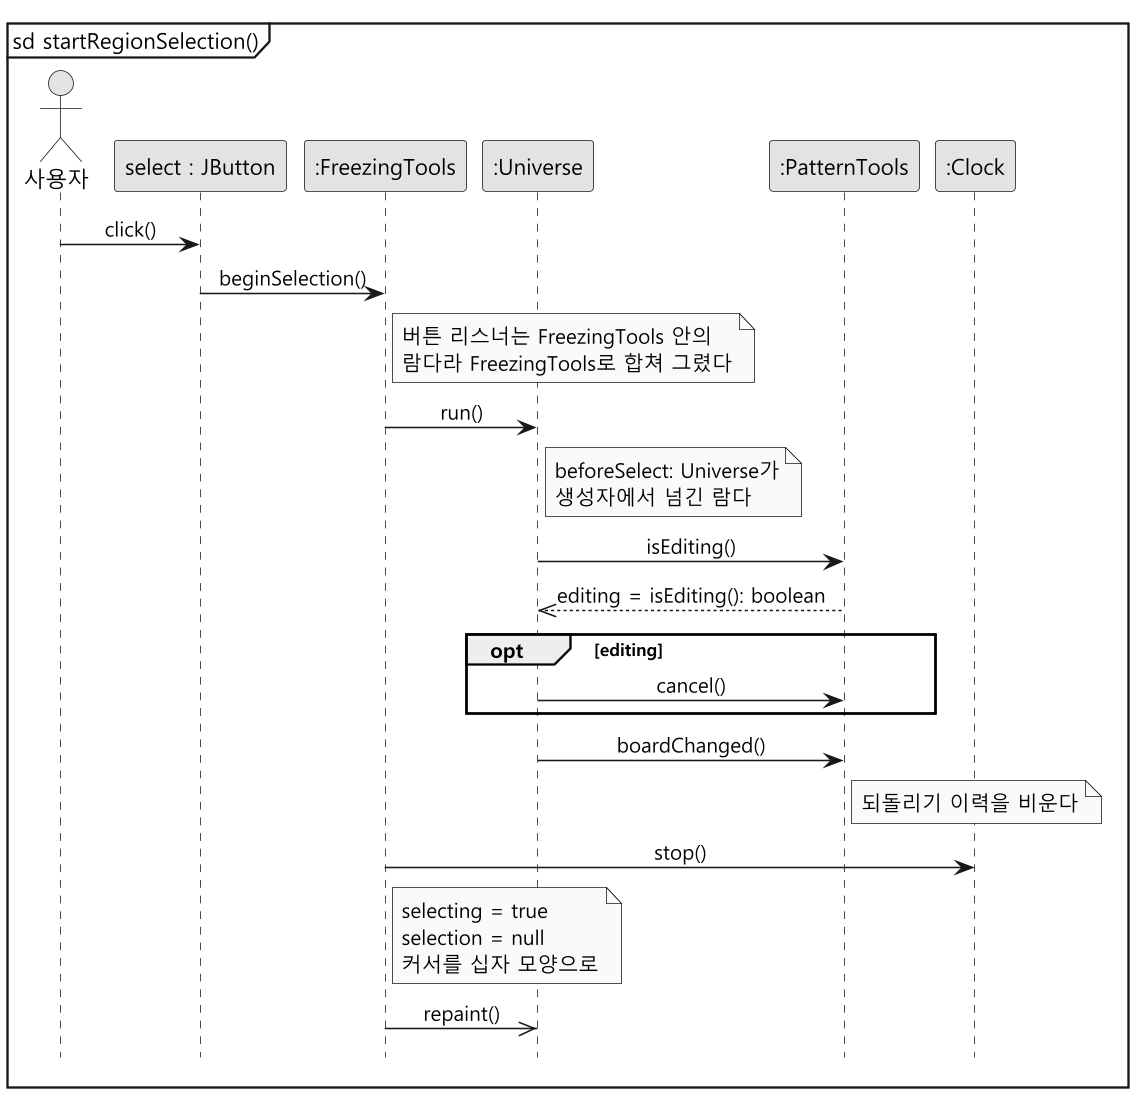 sd startRegionSelection()
사용자
select : JButton
:FreezingTools
:Universe
:PatternTools
:Clock
click()
beginSelection()
버튼 리스너는 FreezingTools 안의
람다라 FreezingTools로 합쳐 그렸다
run()
beforeSelect: Universe가
생성자에서 넘긴 람다
isEditing()
editing = isEditing(): boolean
opt
[editing]
cancel()
boardChanged()
되돌리기 이력을 비운다
stop()
selecting = true
selection = null
커서를 십자 모양으로
repaint()